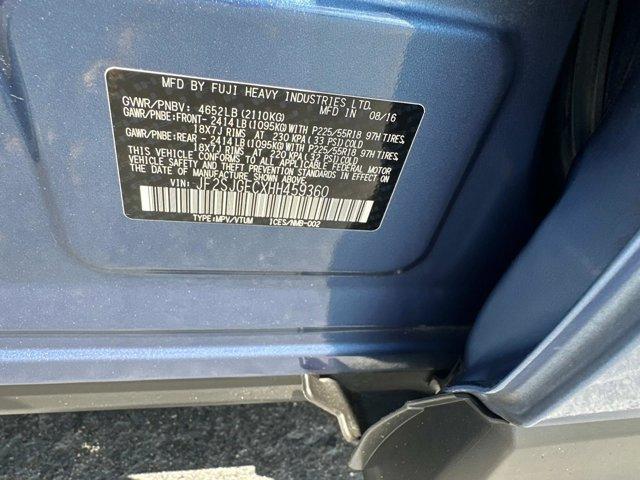 MFD BY FUJI HEAVY INDUSTRIES LTD.
GVWR/PNBV: 4652LB(2110KG) MFD IN 08/16
GAWR/PNBE:FRONT- 2414LB(1095KG)WITH P225/55R18 97H TIRES,
18X7J RIMS AT 230 KPA(33 PSI)COLD
GAWR/PNBE:REAR - 2414LB(1095KG)WITH P225/55R18 97H TIRES,
18X7J RIMS AT 220 KPA(32 PSI)COLD
THIS VEHICLE CONFORMS TO ALL APPLICABLE FEDERAL MOTOR
VEHICLE SAFETY AND THEFT PREVENTION STANDARDS IN EFFECT
ON THE DATE OF MANUFACTURE SHOWN ABOVE.
VIN: JF2SJGECXHH459360
TYPE:MPV/VTUM ICES/NMB-002